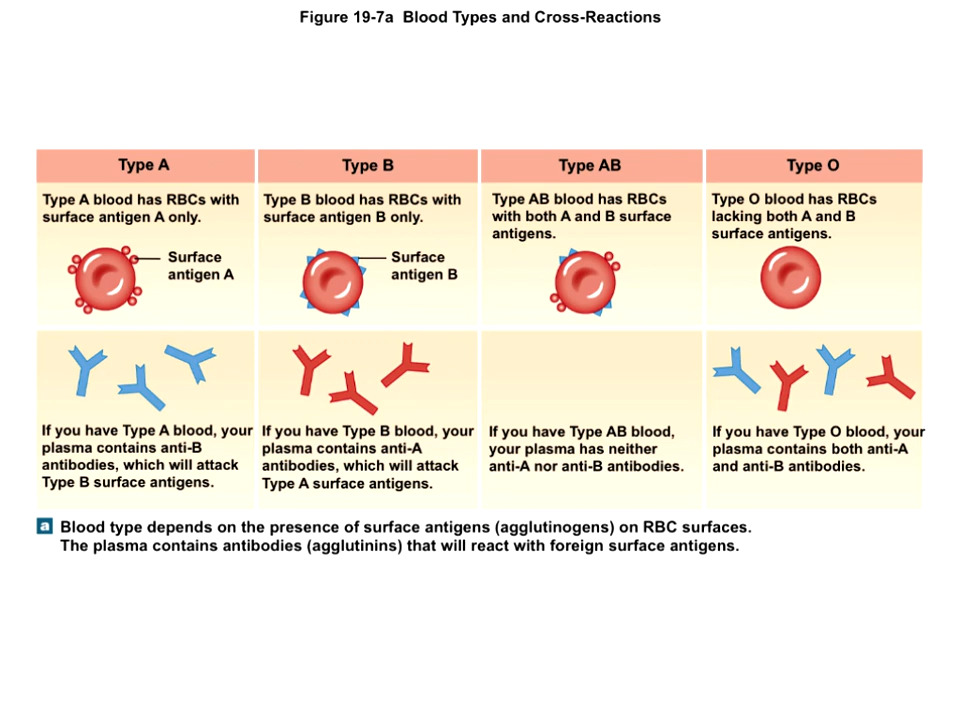 Figure 19-7a Blood Types and Cross-Reactions
Type A
Type B
Type AB
Type O
Type A blood has RBCs with
surface antigen A only.
Surface
antigen A
Type B blood has RBCs with
surface antigen B only.
Surface
antigen B
Type AB blood has RBCs
with both A and B surface
antigens.
Type O blood has RBCs
lacking both A and B
surface antigens.
If you have Type A blood, your
plasma contains anti-B
antibodies, which will attack
Type B surface antigens.
If you have Type B blood, your
plasma contains anti-A
antibodies, which will attack
Type A surface antigens.
If you have Type AB blood,
your plasma has neither
anti-A nor anti-B antibodies.
If you have Type O blood, your
plasma contains both anti-A
and anti-B antibodies.
a Blood type depends on the presence of surface antigens (agglutinogens) on RBC surfaces.
The plasma contains antibodies (agglutinins) that will react with foreign surface antigens.